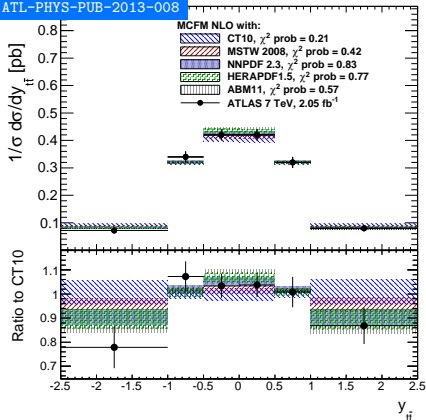 ATL-PHYS-PUB-2013-008
MCFM NLO with:
CT10, χ² prob = 0.21
MSTW 2008, χ² prob = 0.42
NNPDF 2.3, χ² prob = 0.83
HERAPDF1.5, χ² prob = 0.77
ABM11, χ² prob = 0.57
ATLAS 7 TeV, 2.05 fb⁻¹
1/σ dσ/dy_tt̄ [pb]
0.8
0.7
0.6
0.5
0.4
0.3
0.2
0.1
Ratio to CT10
1.1
1
0.9
0.8
0.7
-2.5 -2 -1.5 -1 -0.5 0 0.5 1 1.5 2 2.5
y_tt̄